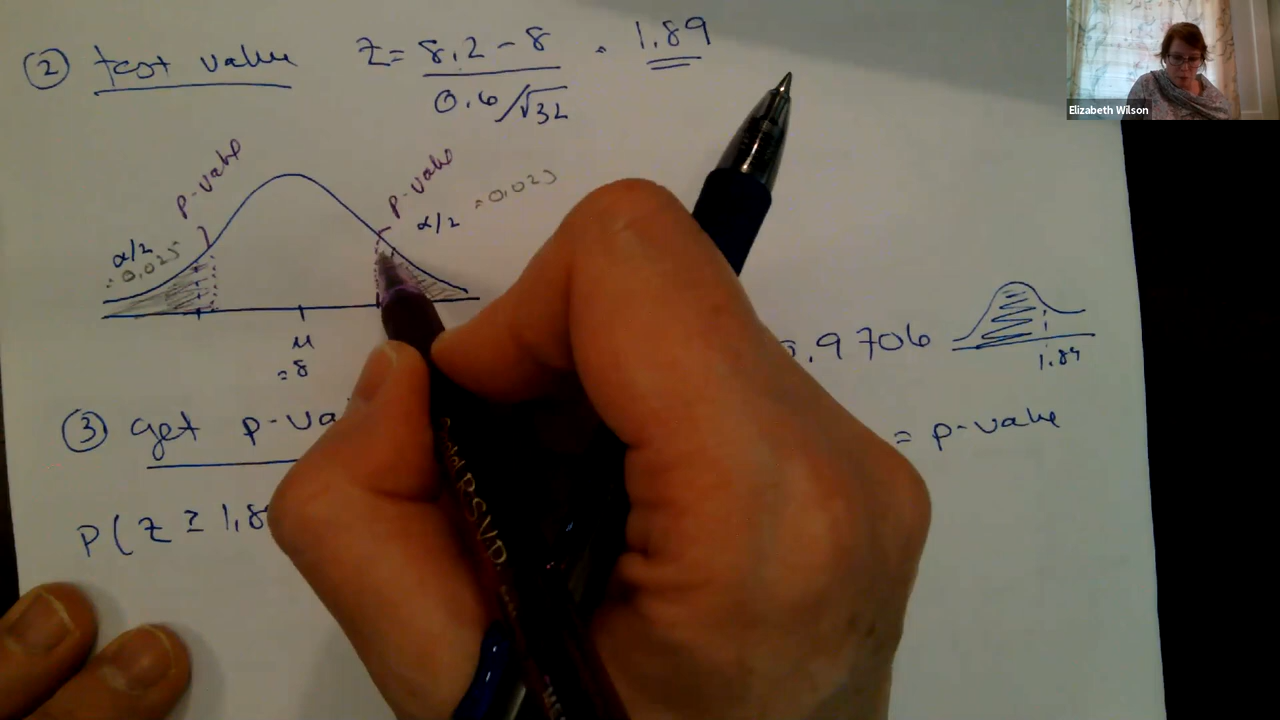 ② test value Z = 8.2 - 8 / 0.6/√32 = 1.89
p-value p-value
α/2 = 0.025 α/2 = 0.025
μ = 8
0.9706 1.89
③ get p-va = p-value
P( Z ≥ 1.8
R.S.V.P.
Elizabeth Wilson